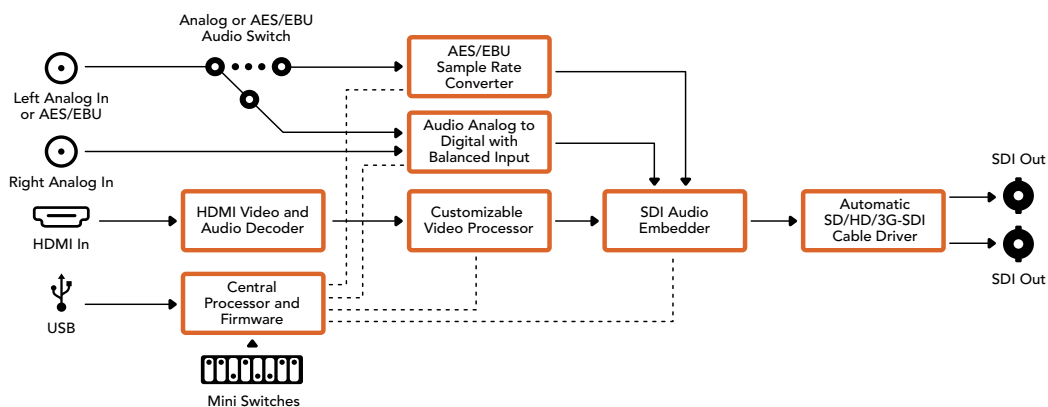 Analog or AES/EBU
Audio Switch
Left Analog In
or AES/EBU
AES/EBU
Sample Rate
Converter
Audio Analog to
Digital with
Balanced Input
Right Analog In
HDMI In
HDMI Video and
Audio Decoder
Customizable
Video Processor
SDI Audio
Embedder
Automatic
SD/HD/3G-SDI
Cable Driver
SDI Out
SDI Out
USB
Central
Processor and
Firmware
Mini Switches